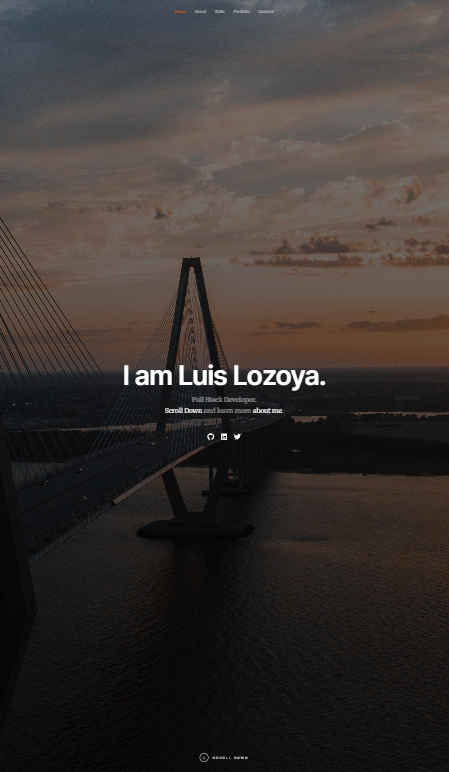 Home About Skills Portfolio Contact
I am Luis Lozoya.
Full Stack Developer.
Scroll Down and learn more about me.
SCROLL DOWN